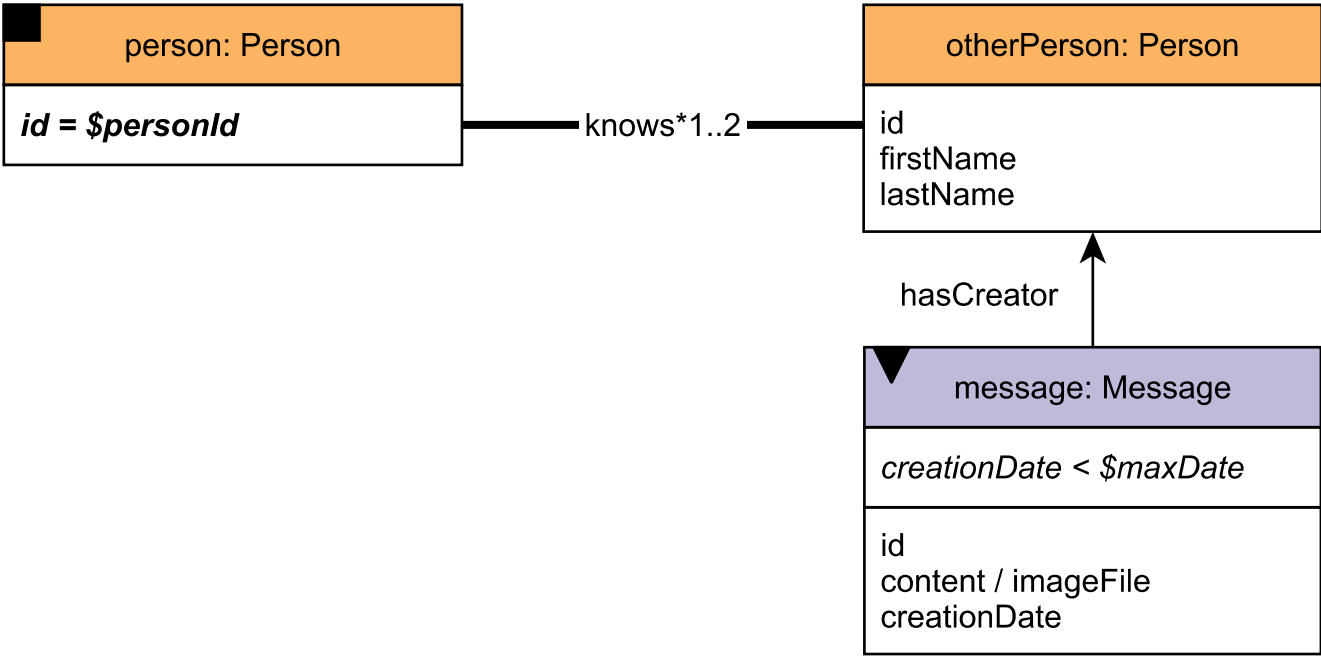 person: Person
id = $personId
knows*1..2
otherPerson: Person
id
firstName
lastName
hasCreator
message: Message
creationDate < $maxDate
id
content / imageFile
creationDate